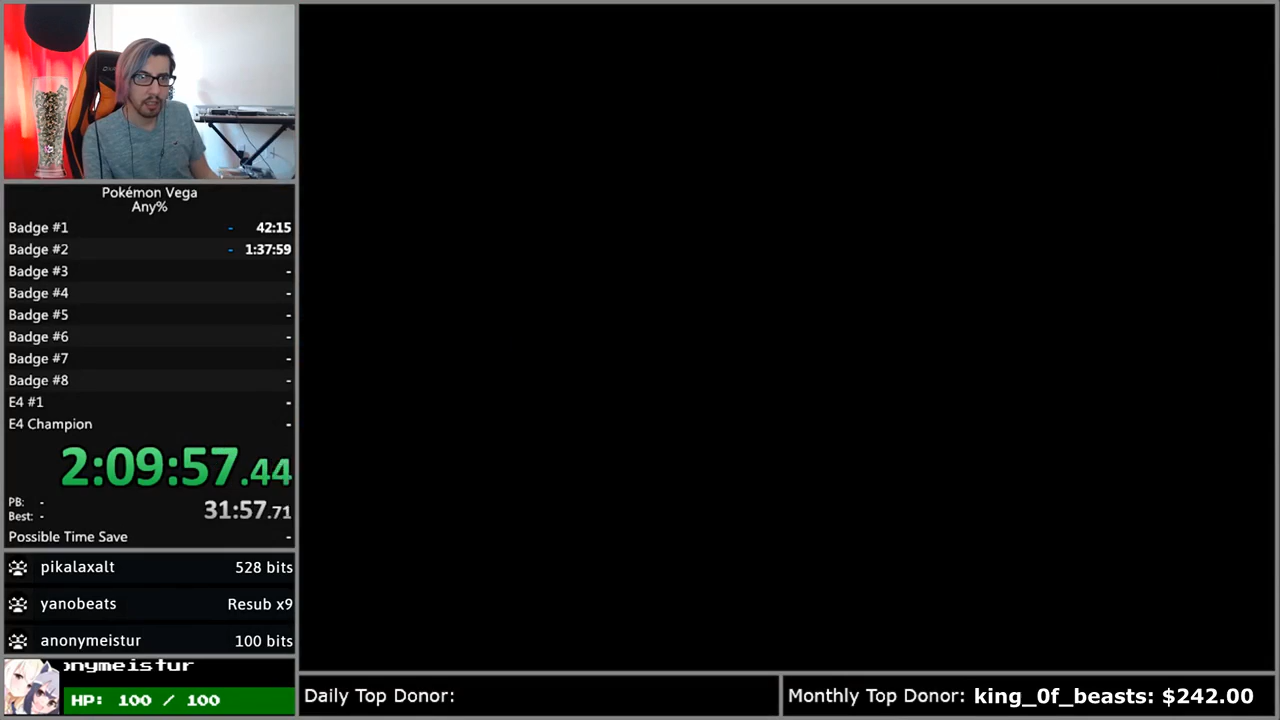 Pokémon Vega
Any%
Badge #1 - 42:15
Badge #2 - 1:37:59
Badge #3 -
Badge #4 -
Badge #5 -
Badge #6 -
Badge #7 -
Badge #8 -
E4 #1 -
E4 Champion -
2:09:57.44
PB: -
Best: -
31:57.71
Possible Time Save -
pikalaxalt 528 bits
yanobeats Resub x9
anonymeistur 100 bits
onymeistur
HP: 100 / 100
Daily Top Donor:
Monthly Top Donor: king_0f_beasts: $242.00